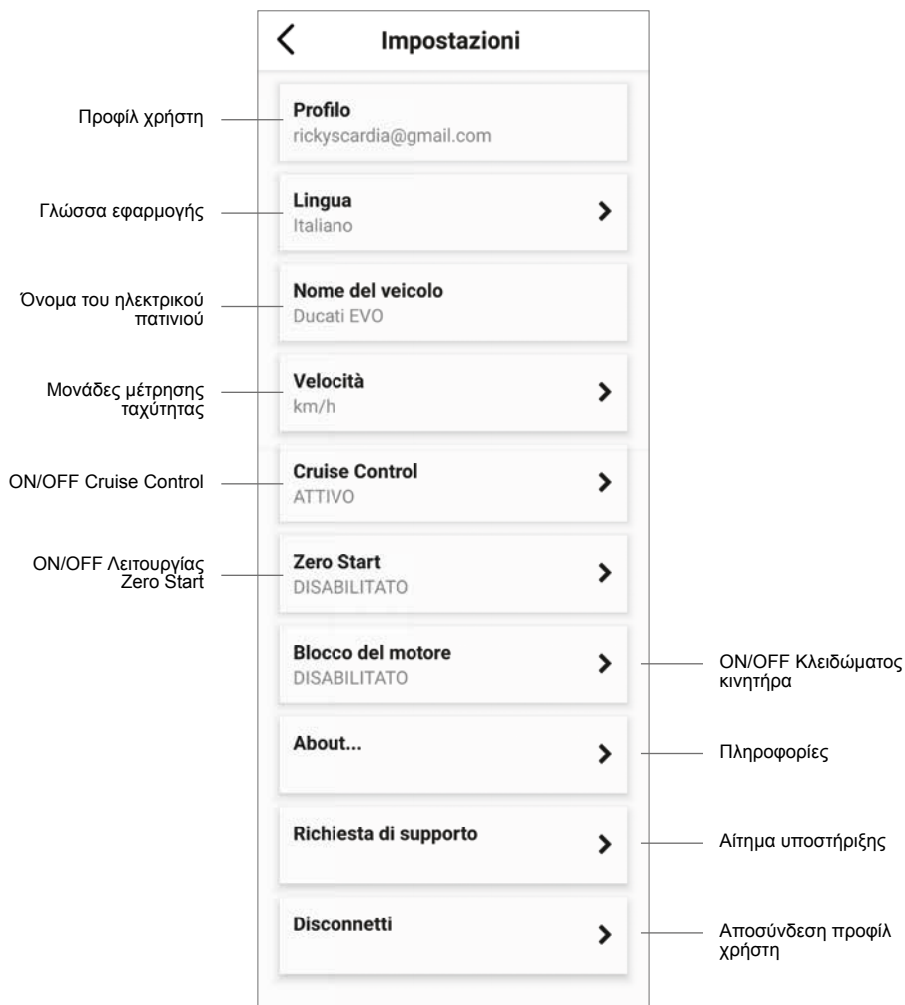 Impostazioni
Προφίλ χρήστη
Profilo
rickyscardia@gmail.com
Γλώσσα εφαρμογής
Lingua
Italiano
Όνομα του ηλεκτρικού
πατινιού
Nome del veicolo
Ducati EVO
Μονάδες μέτρησης
ταχύτητας
Velocità
km/h
ON/OFF Cruise Control
Cruise Control
ATTIVO
ON/OFF Λειτουργίας
Zero Start
Zero Start
DISABILITATO
Blocco del motore
DISABILITATO
ON/OFF Κλειδώματος
κινητήρα
About...
Πληροφορίες
Richiesta di supporto
Αίτημα υποστήριξης
Disconnetti
Αποσύνδεση προφίλ
χρήστη